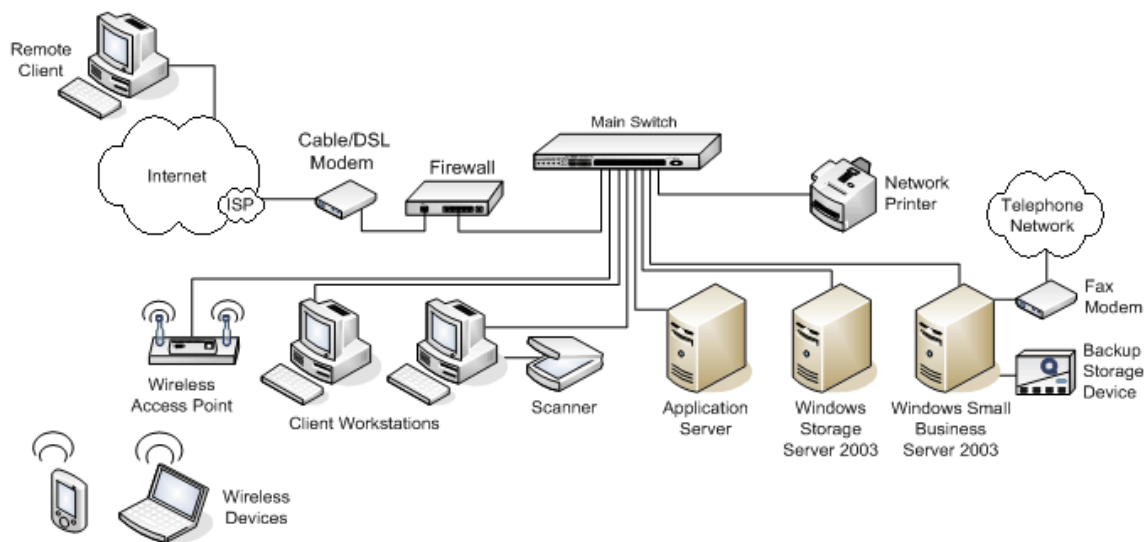 Remote
Client
Internet
ISP
Cable/DSL
Modem
Firewall
Main Switch
Network
Printer
Telephone
Network
Fax
Modem
Backup
Storage
Device
Wireless
Access Point
Client Workstations
Scanner
Application
Server
Windows
Storage
Server 2003
Windows Small
Business
Server 2003
Wireless
Devices